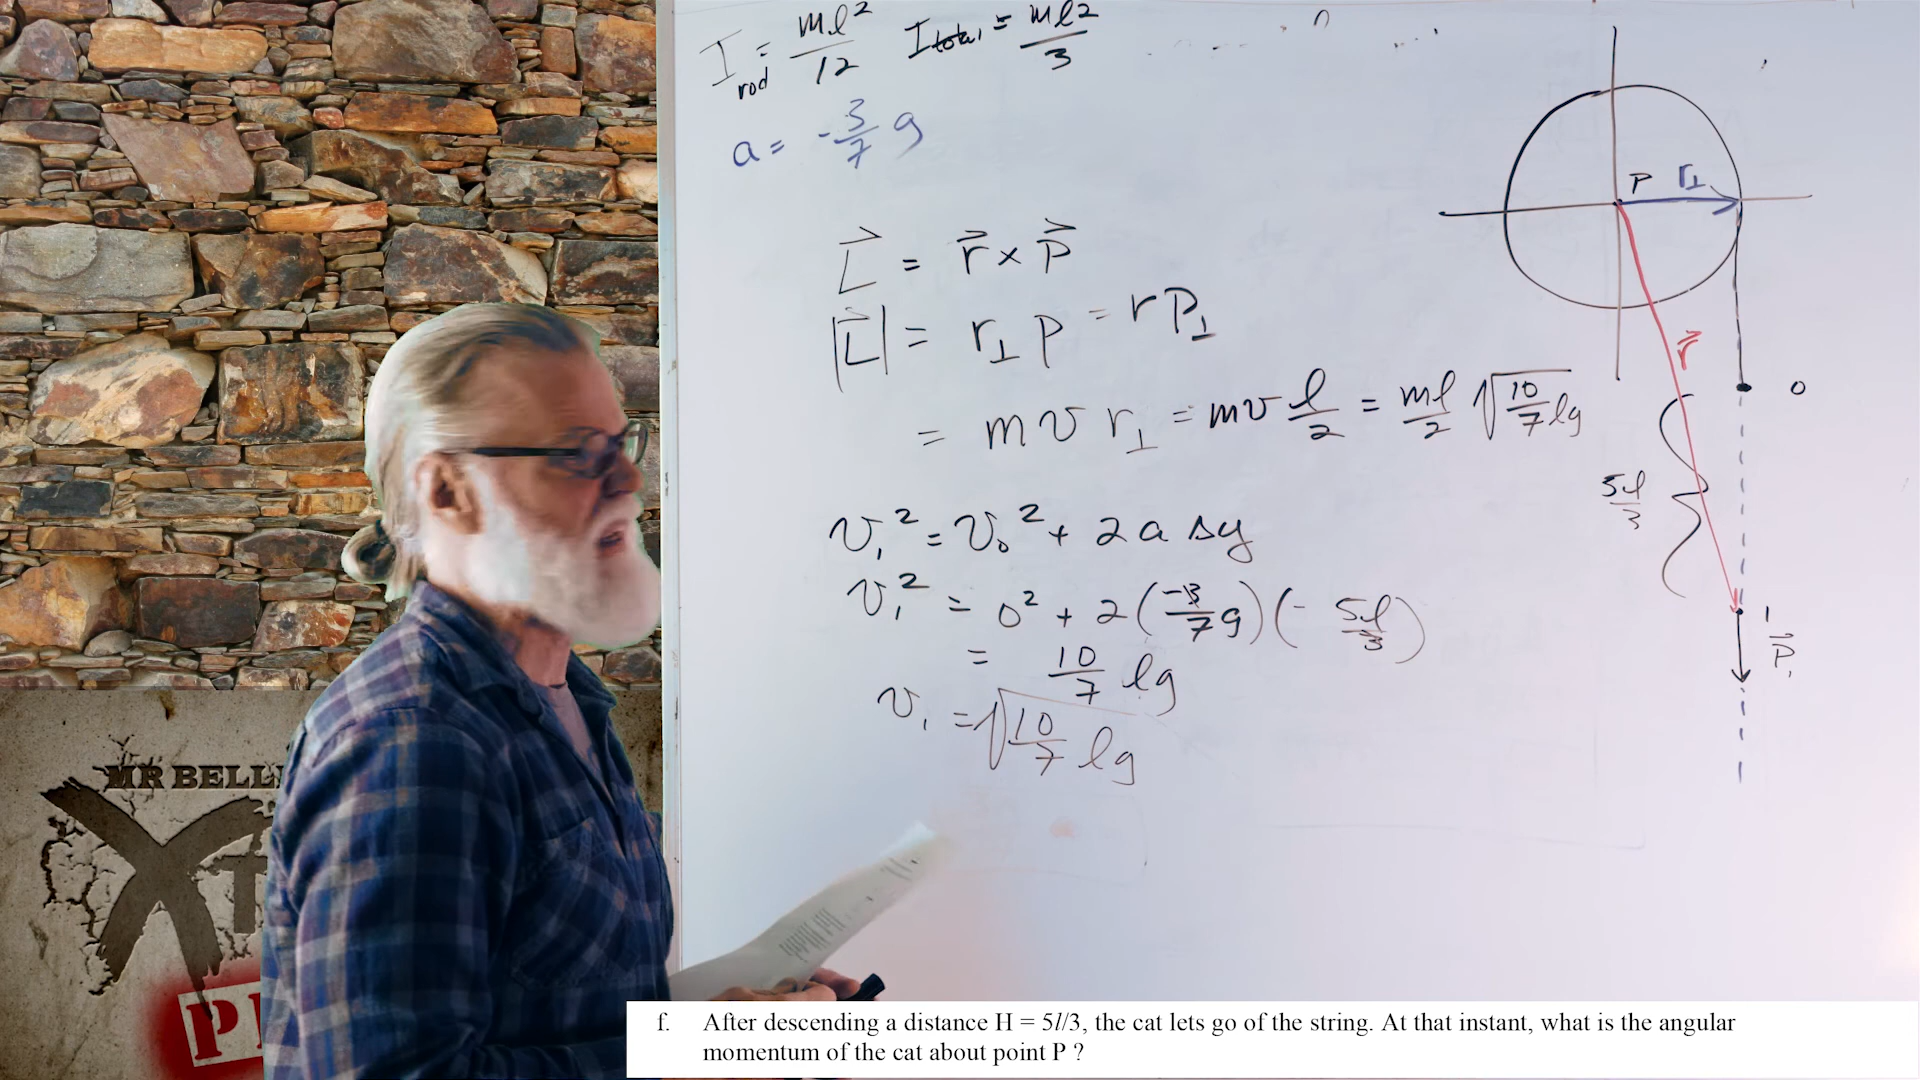 I rod = ml²/12 I total = ml²/3
a = -3/7 g
L = r × p
|L| = r⊥ p = r p⊥
= m v r⊥ = m v l/2 = ml/2 √(10/7 lg)
v₁² = v₀² + 2 a Δy
v₁² = 0² + 2 (-3/7 g) (- 5l/3)
= 10/7 lg
v₁ = √(10/7 lg)
P r⊥
r
0
5l/3
1
p
MR BELL
XT
P
f. After descending a distance H = 5l/3, the cat lets go of the string. At that instant, what is the angular
momentum of the cat about point P ?